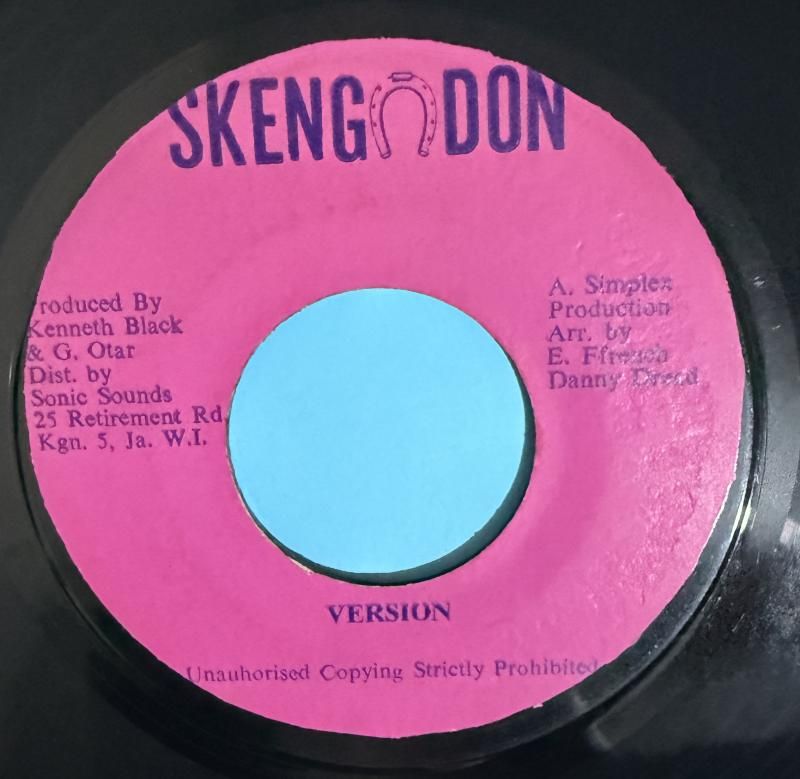 SKENG DON
roduced By
Kenneth Black
& G. Otar
Dist. by
Sonic Sounds
25 Retirement Rd
Kgn. 5, Ja. W.I.
A. Simplex
Production
Arr. by
E. Ffrench
Danny Dread
VERSION
Unauhorised Copying Strictly Prohibited